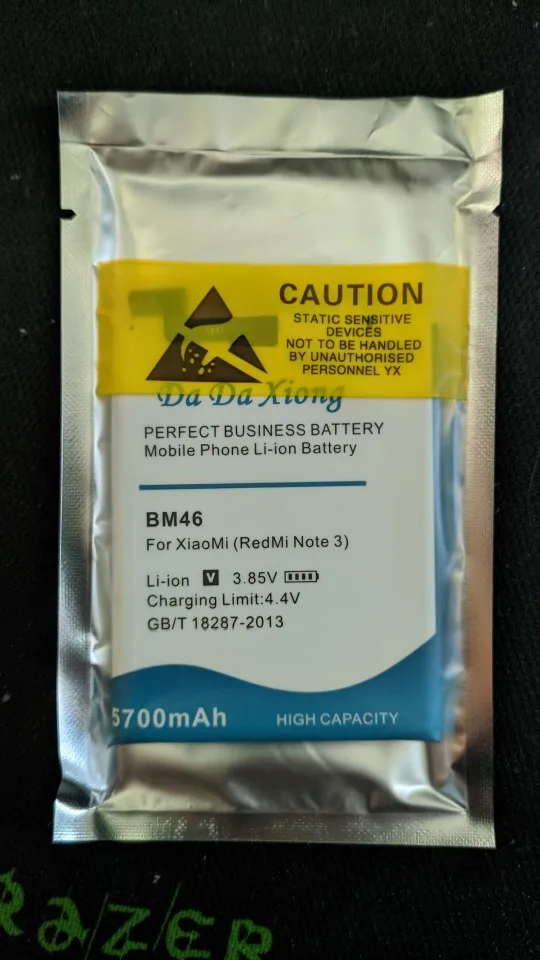 CAUTION
STATIC SENSITIVE
DEVICES
NOT TO BE HANDLED
BY UNAUTHORISED
PERSONNEL YX
Da Da Xiong
PERFECT BUSINESS BATTERY
Mobile Phone Li-ion Battery
BM46
For XiaoMi (RedMi Note 3)
Li-ion V 3.85V
Charging Limit:4.4V
GB/T 18287-2013
5700mAh HIGH CAPACITY
RAZER